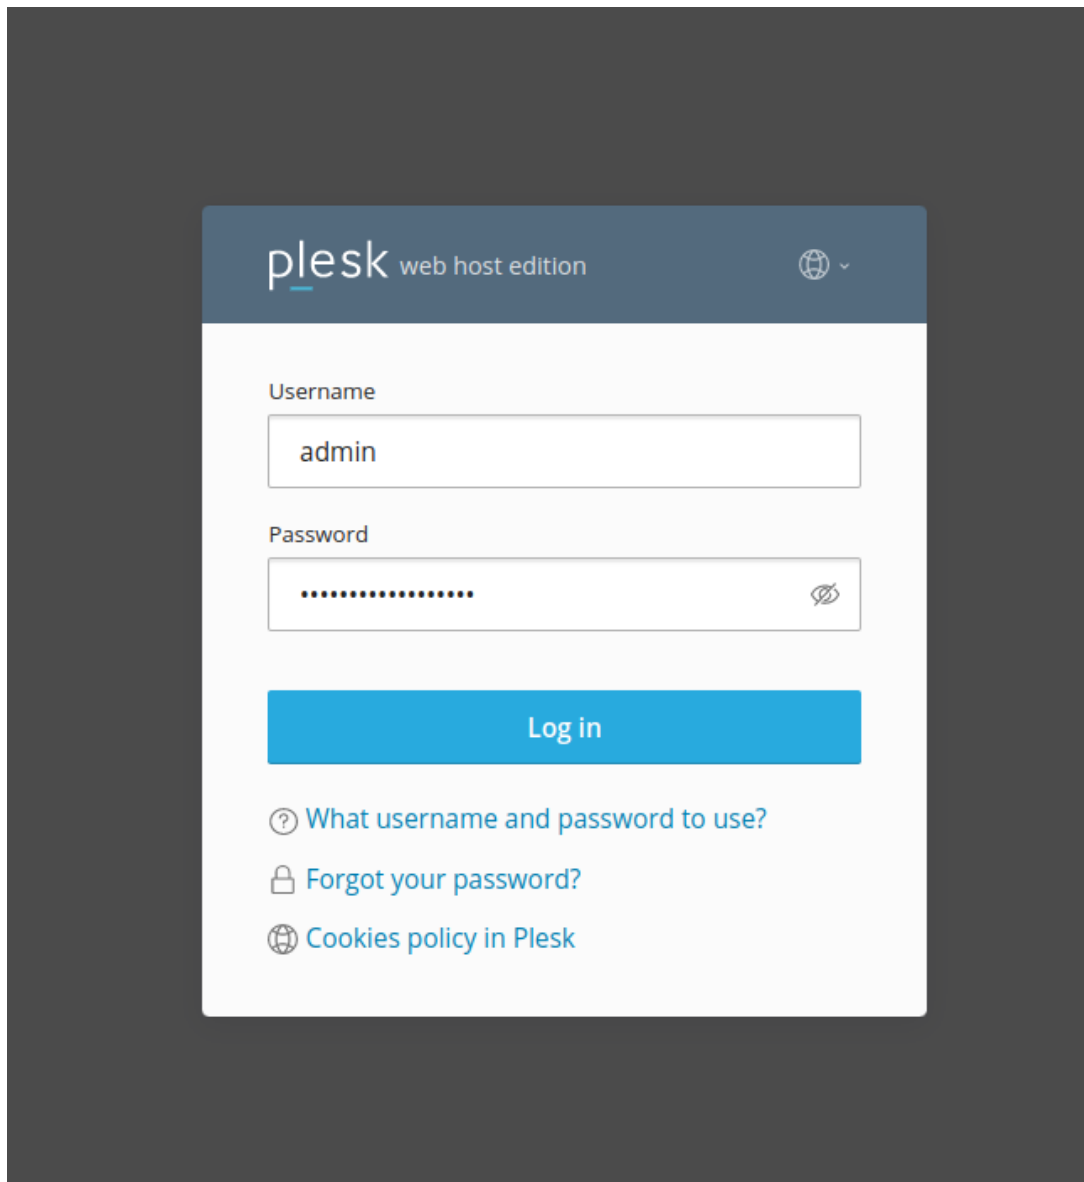 plesk web host edition
Username
admin
Password
••••••••••••••••••
Log in
What username and password to use?
Forgot your password?
Cookies policy in Plesk